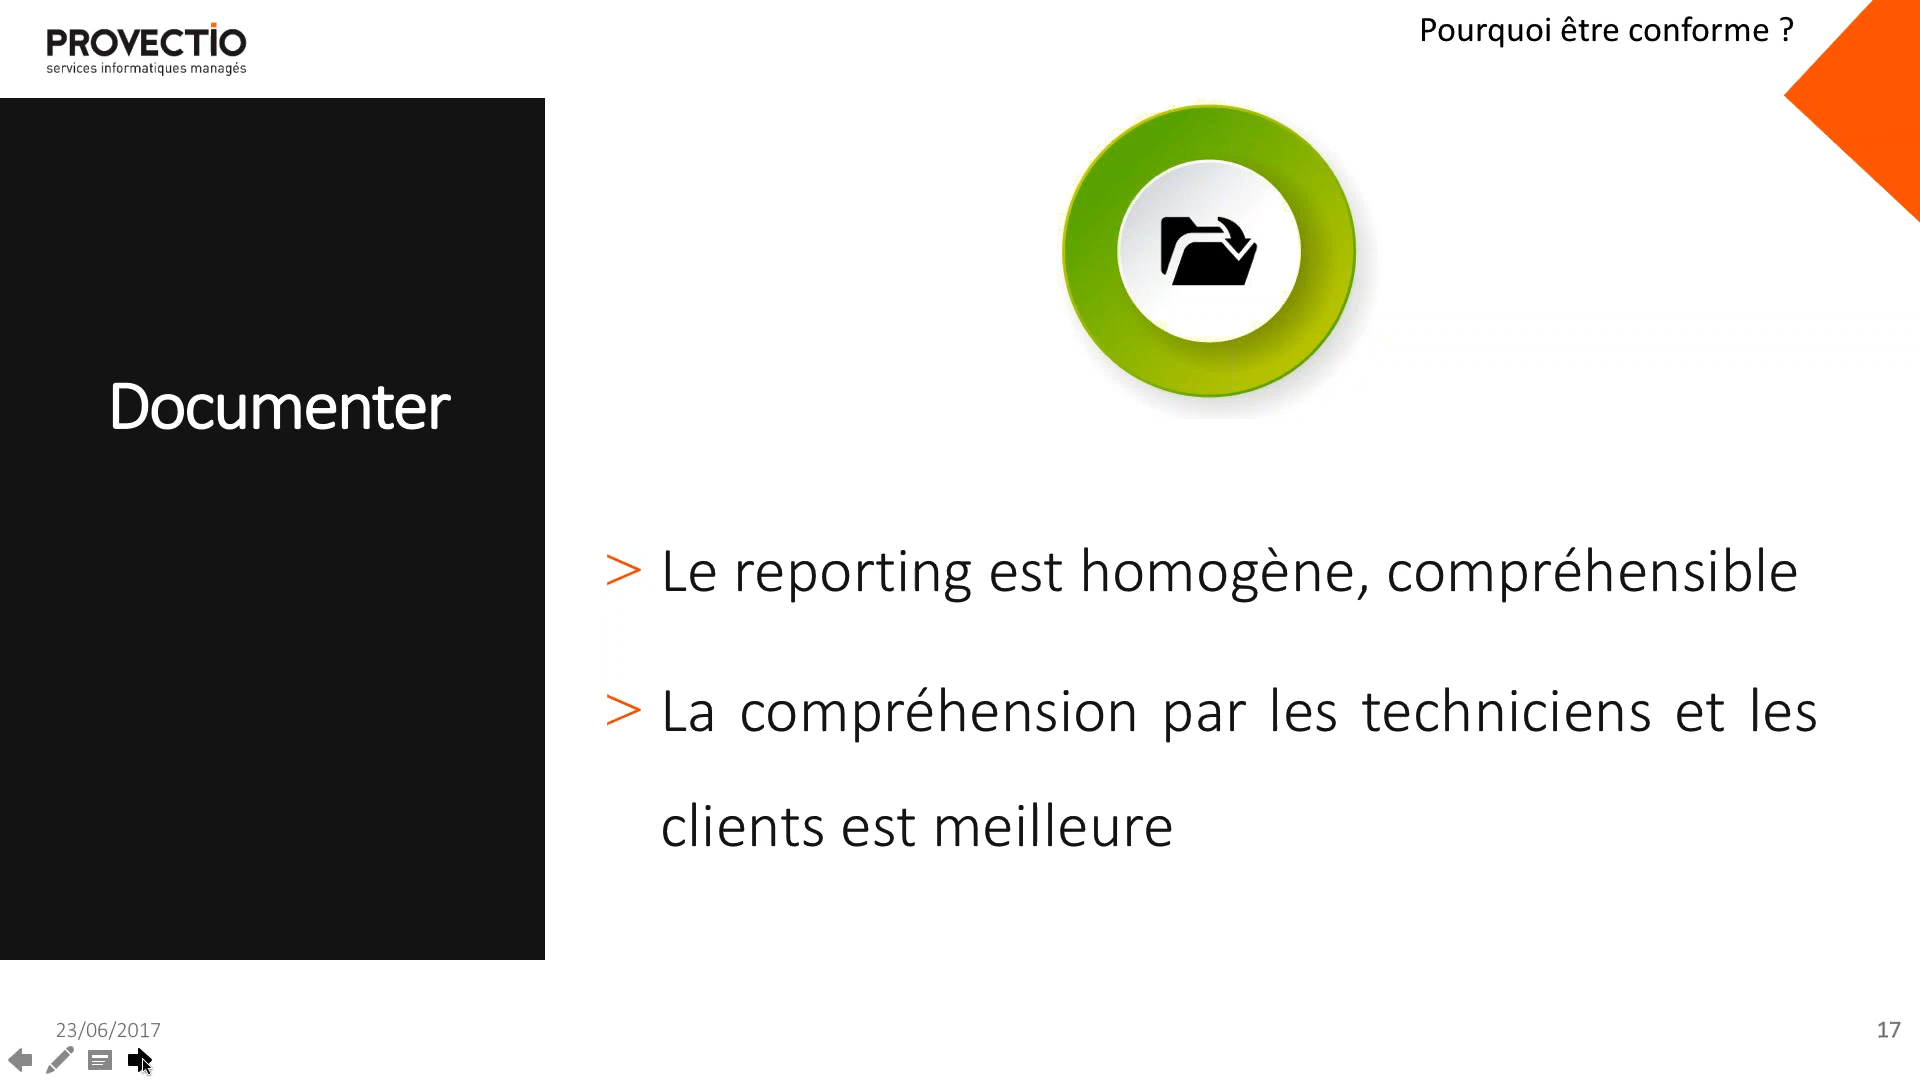 PROVECTIO
services informatiques managés
Pourquoi être conforme ?
Documenter
> Le reporting est homogène, compréhensible
> La compréhension par les techniciens et les
clients est meilleure
23/06/2017
17